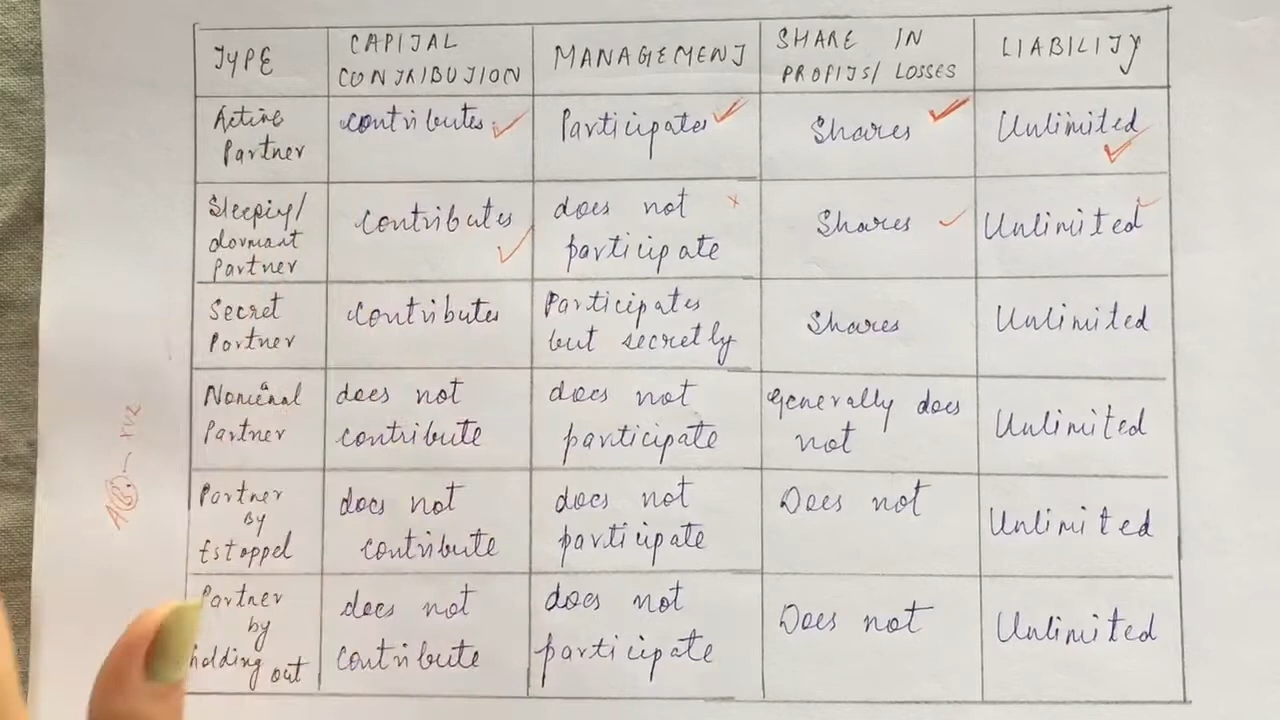 TYPE
CAPITAL
CONTRIBUTION
MANAGEMENT
SHARE IN
PROFITS/ LOSSES
LIABILITY
Active
Partner
contributes
Participates
Shares
Unlimited
Sleeping/
dormant
partner
contributes
does not
participate
Shares
Unlimited
Secret
Partner
contributes
Participates
but secretly
Shares
Unlimited
Nominal
Partner
does not
contribute
does not
participate
Generally does
not
Unlimited
Partner
By
Estoppel
does not
contribute
does not
participate
Does not
Unlimited
Partner
by
holding out
does not
contribute
does not
participate
Does not
Unlimited